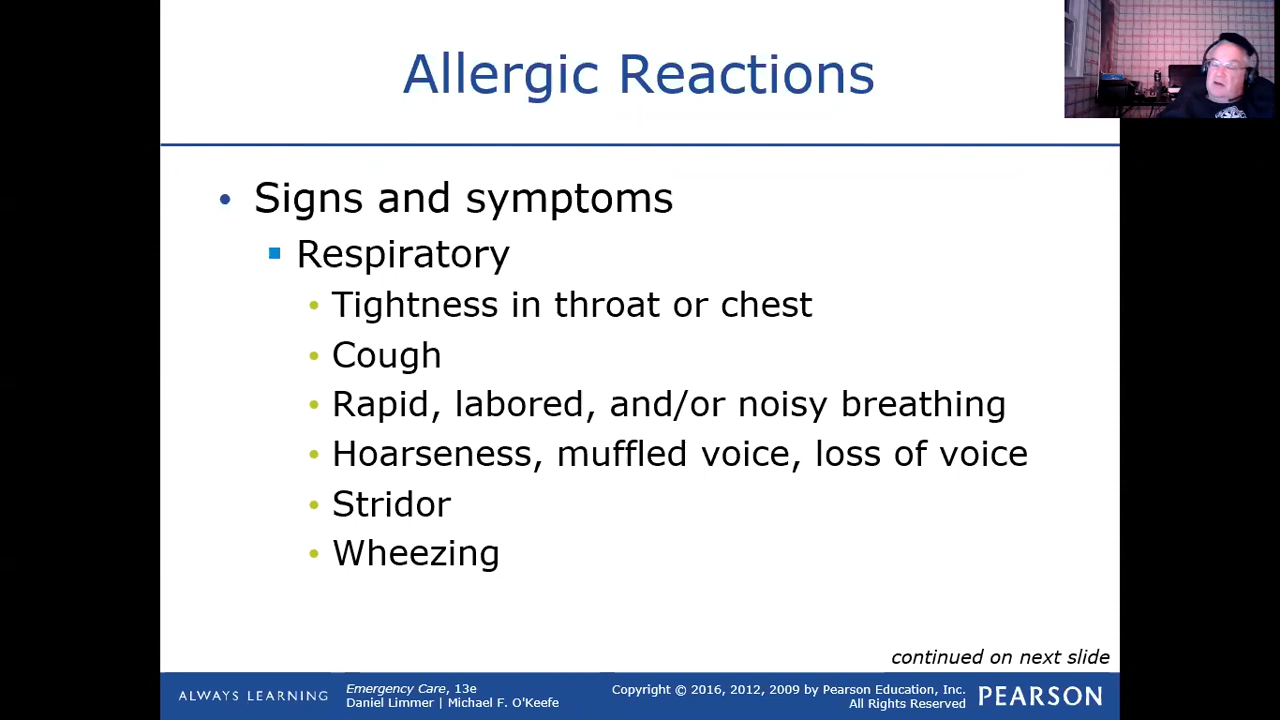 Allergic Reactions
• Signs and symptoms
▪ Respiratory
• Tightness in throat or chest
• Cough
• Rapid, labored, and/or noisy breathing
• Hoarseness, muffled voice, loss of voice
• Stridor
• Wheezing
continued on next slide
ALWAYS LEARNING
Emergency Care, 13e
Daniel Limmer | Michael F. O'Keefe
Copyright © 2016, 2012, 2009 by Pearson Education, Inc.
All Rights Reserved
PEARSON